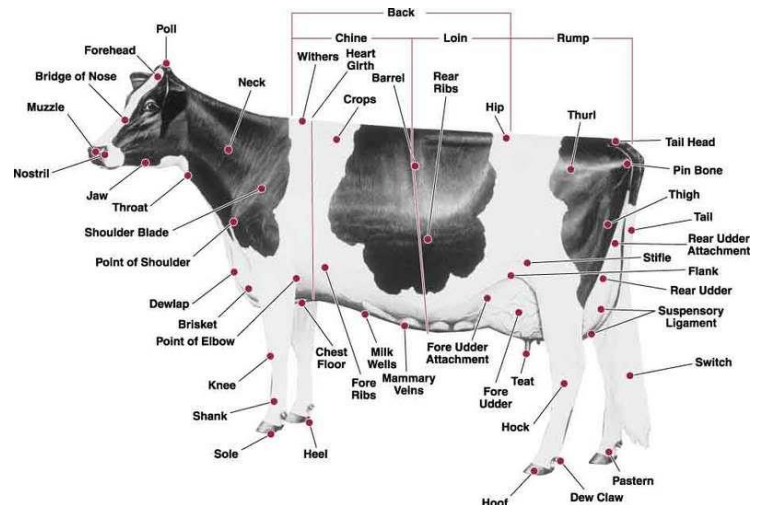 Back
Chine
Loin
Rump
Poll
Forehead
Bridge of Nose
Muzzle
Nostril
Jaw
Throat
Neck
Withers
Heart
Girth
Crops
Barrel
Rear
Ribs
Hip
Thurl
Tail Head
Pin Bone
Thigh
Tail
Rear Udder
Attachment
Stifle
Flank
Rear Udder
Suspensory
Ligament
Switch
Shoulder Blade
Point of Shoulder
Dewlap
Brisket
Point of Elbow
Chest
Floor
Fore
Ribs
Milk
Wells
Mammary
Veins
Fore Udder
Attachment
Fore
Udder
Teat
Knee
Shank
Sole
Heel
Hock
Hoof
Dew Claw
Pastern